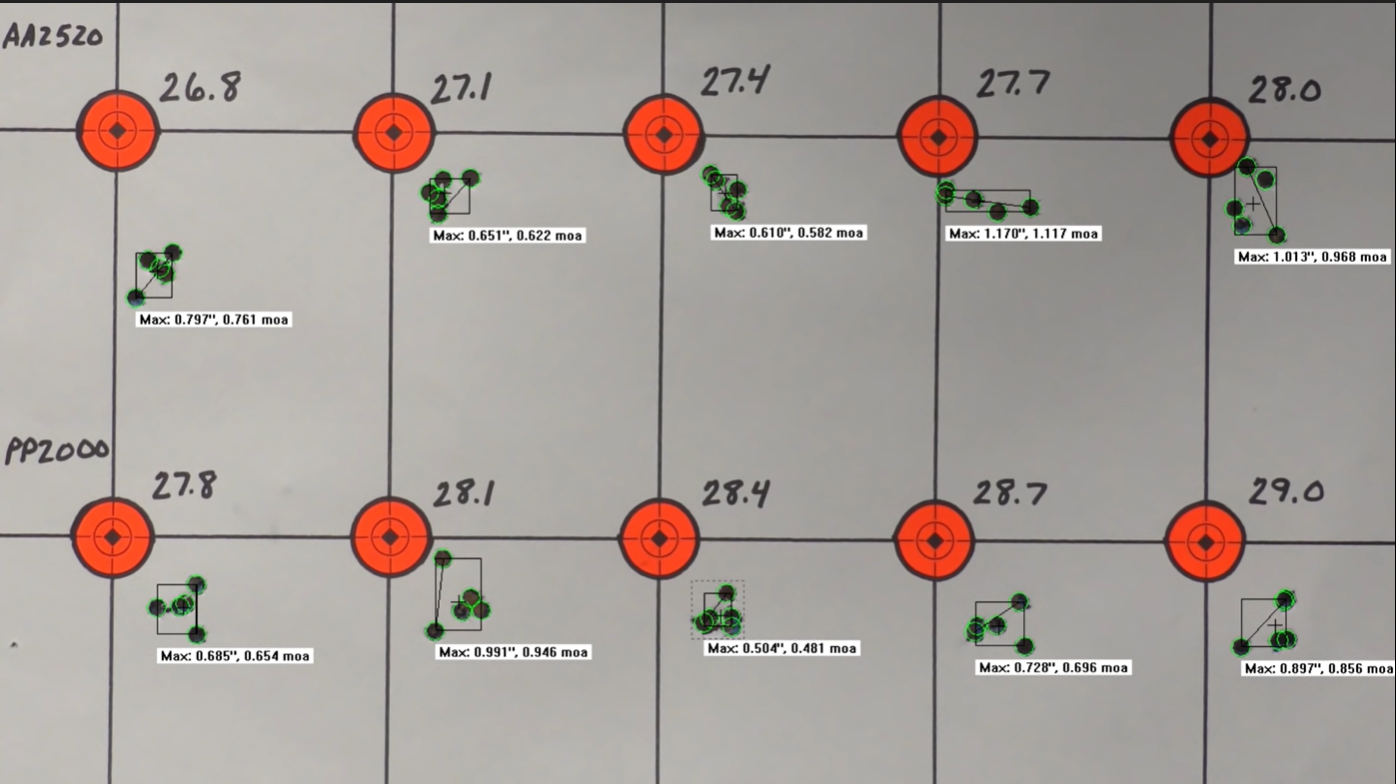 AA2520
26.8
27.1
27.4
27.7
28.0
Max: 0.651", 0.622 moa
Max: 0.610", 0.582 moa
Max: 1.170", 1.117 moa
Max: 1.013", 0.968 moa
Max: 0.797", 0.761 moa
PP2000
27.8
28.1
28.4
28.7
29.0
Max: 0.685", 0.654 moa
Max: 0.991", 0.946 moa
Max: 0.504", 0.481 moa
Max: 0.728", 0.696 moa
Max: 0.897", 0.856 moa